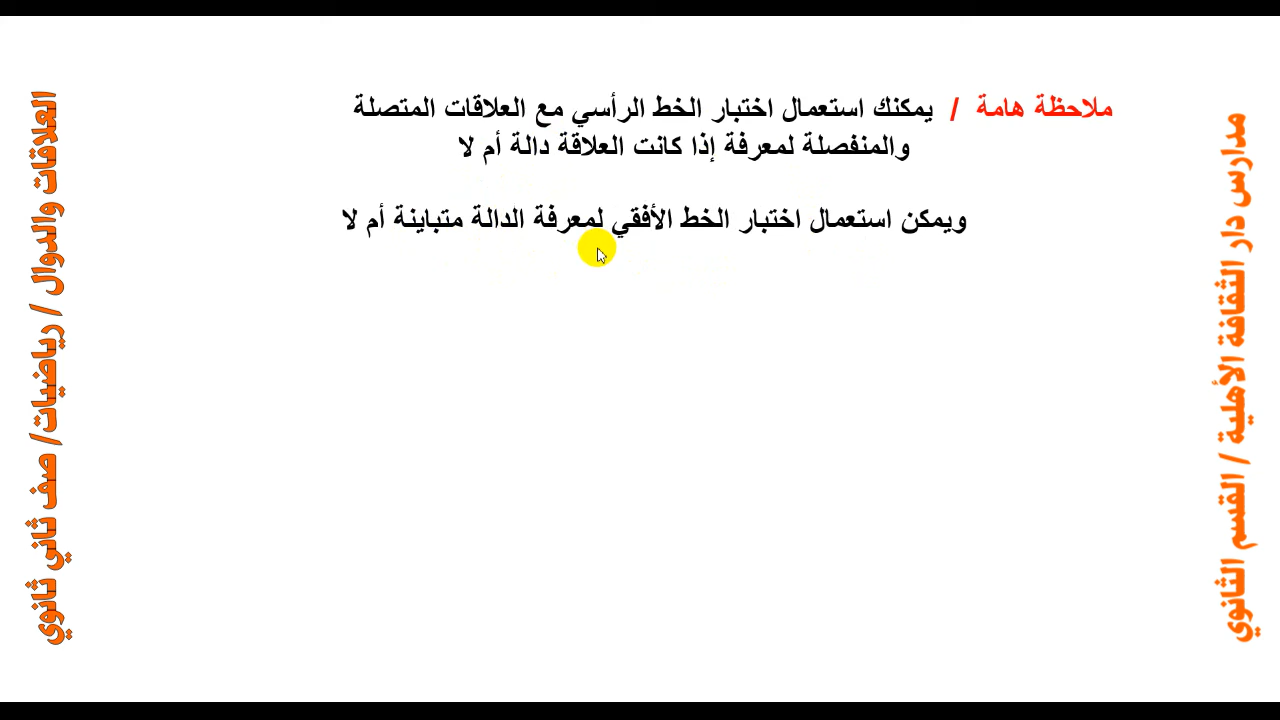 ملاحظة هامة / يمكنك استعمال اختبار الخط الرأسي مع العلاقات المتصلة
والمنفصلة لمعرفة إذا كانت العلاقة دالة أم لا
ويمكن استعمال اختبار الخط الأفقي لمعرفة الدالة متباينة أم لا
مدارس دار الثقافة الأهلية / القسم الثانوي
العلاقات والدوال / رياضيات/ صف ثاني ثانوي